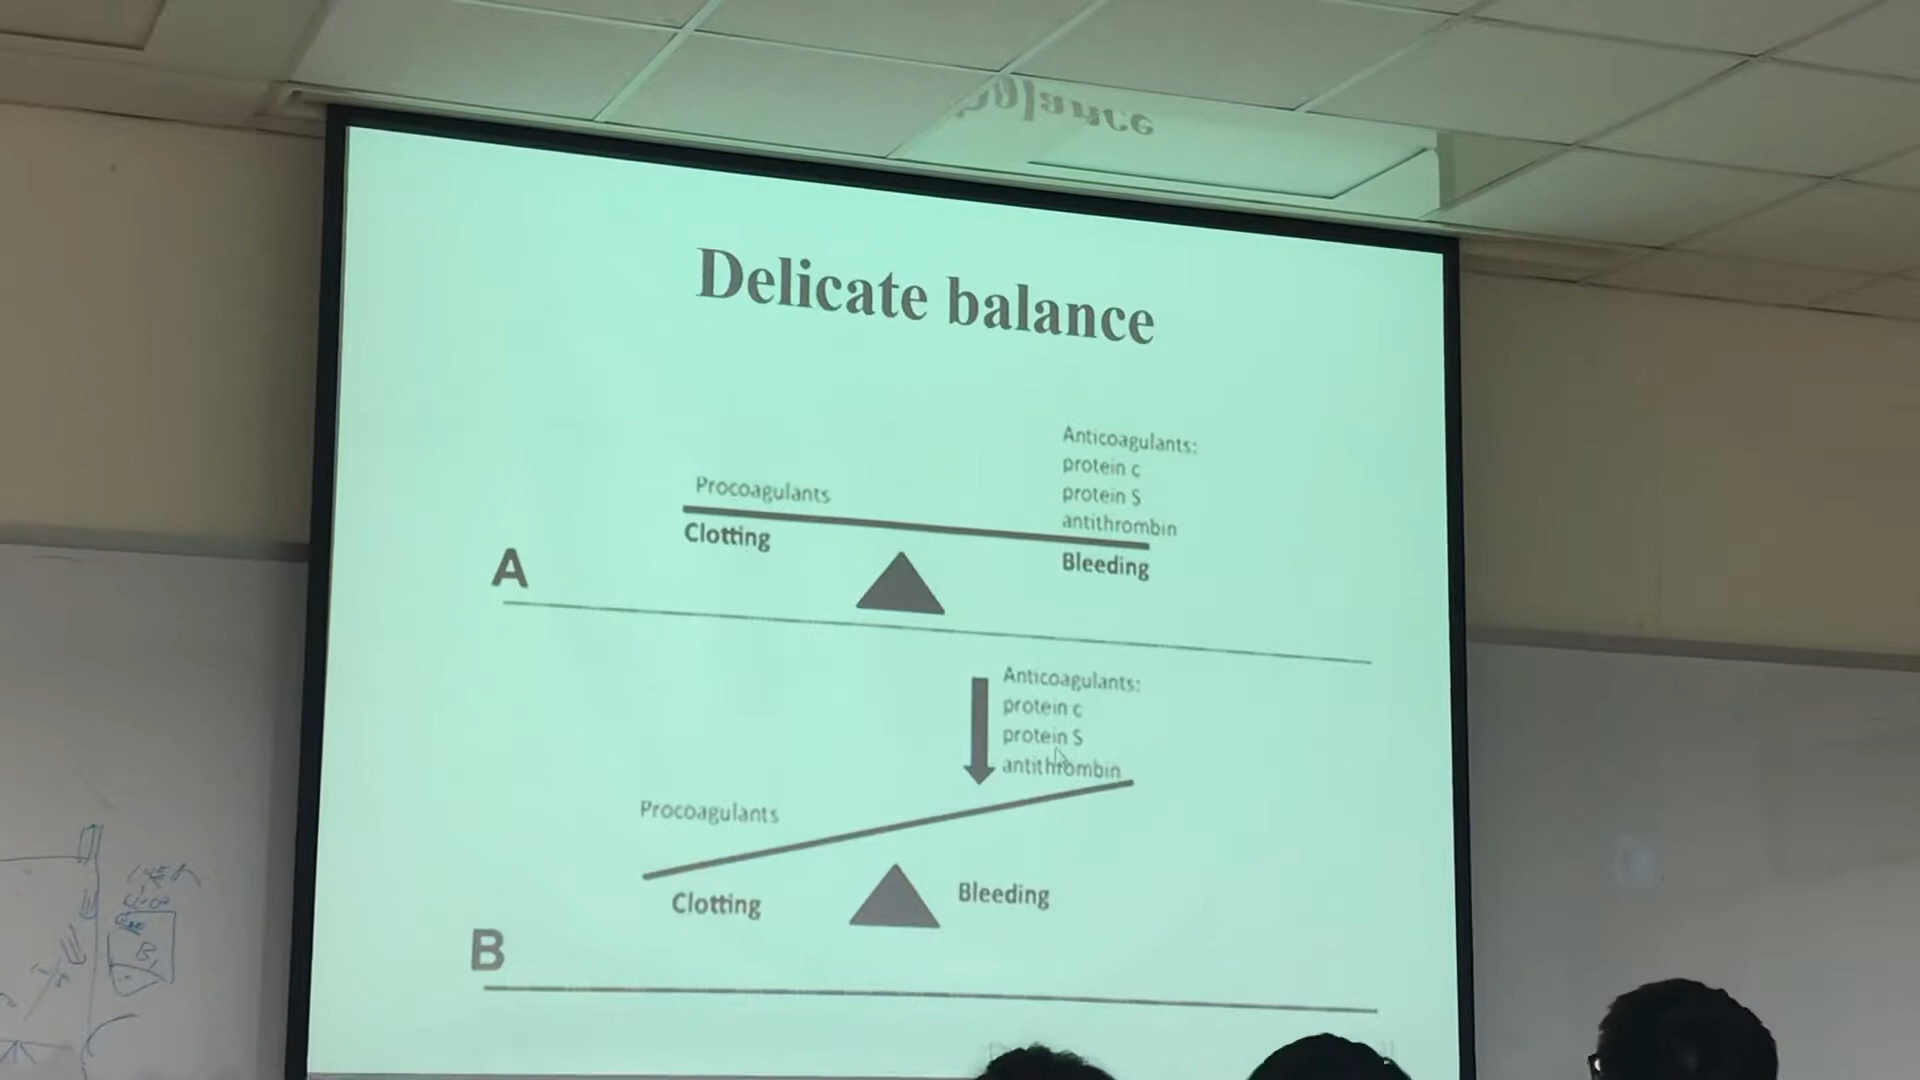 Delicate balance
Anticoagulants:
protein c
protein S
antithrombin
Procoagulants
Clotting
Bleeding
A
Anticoagulants:
protein c
protein S
antithrombin
Procoagulants
Clotting
Bleeding
B